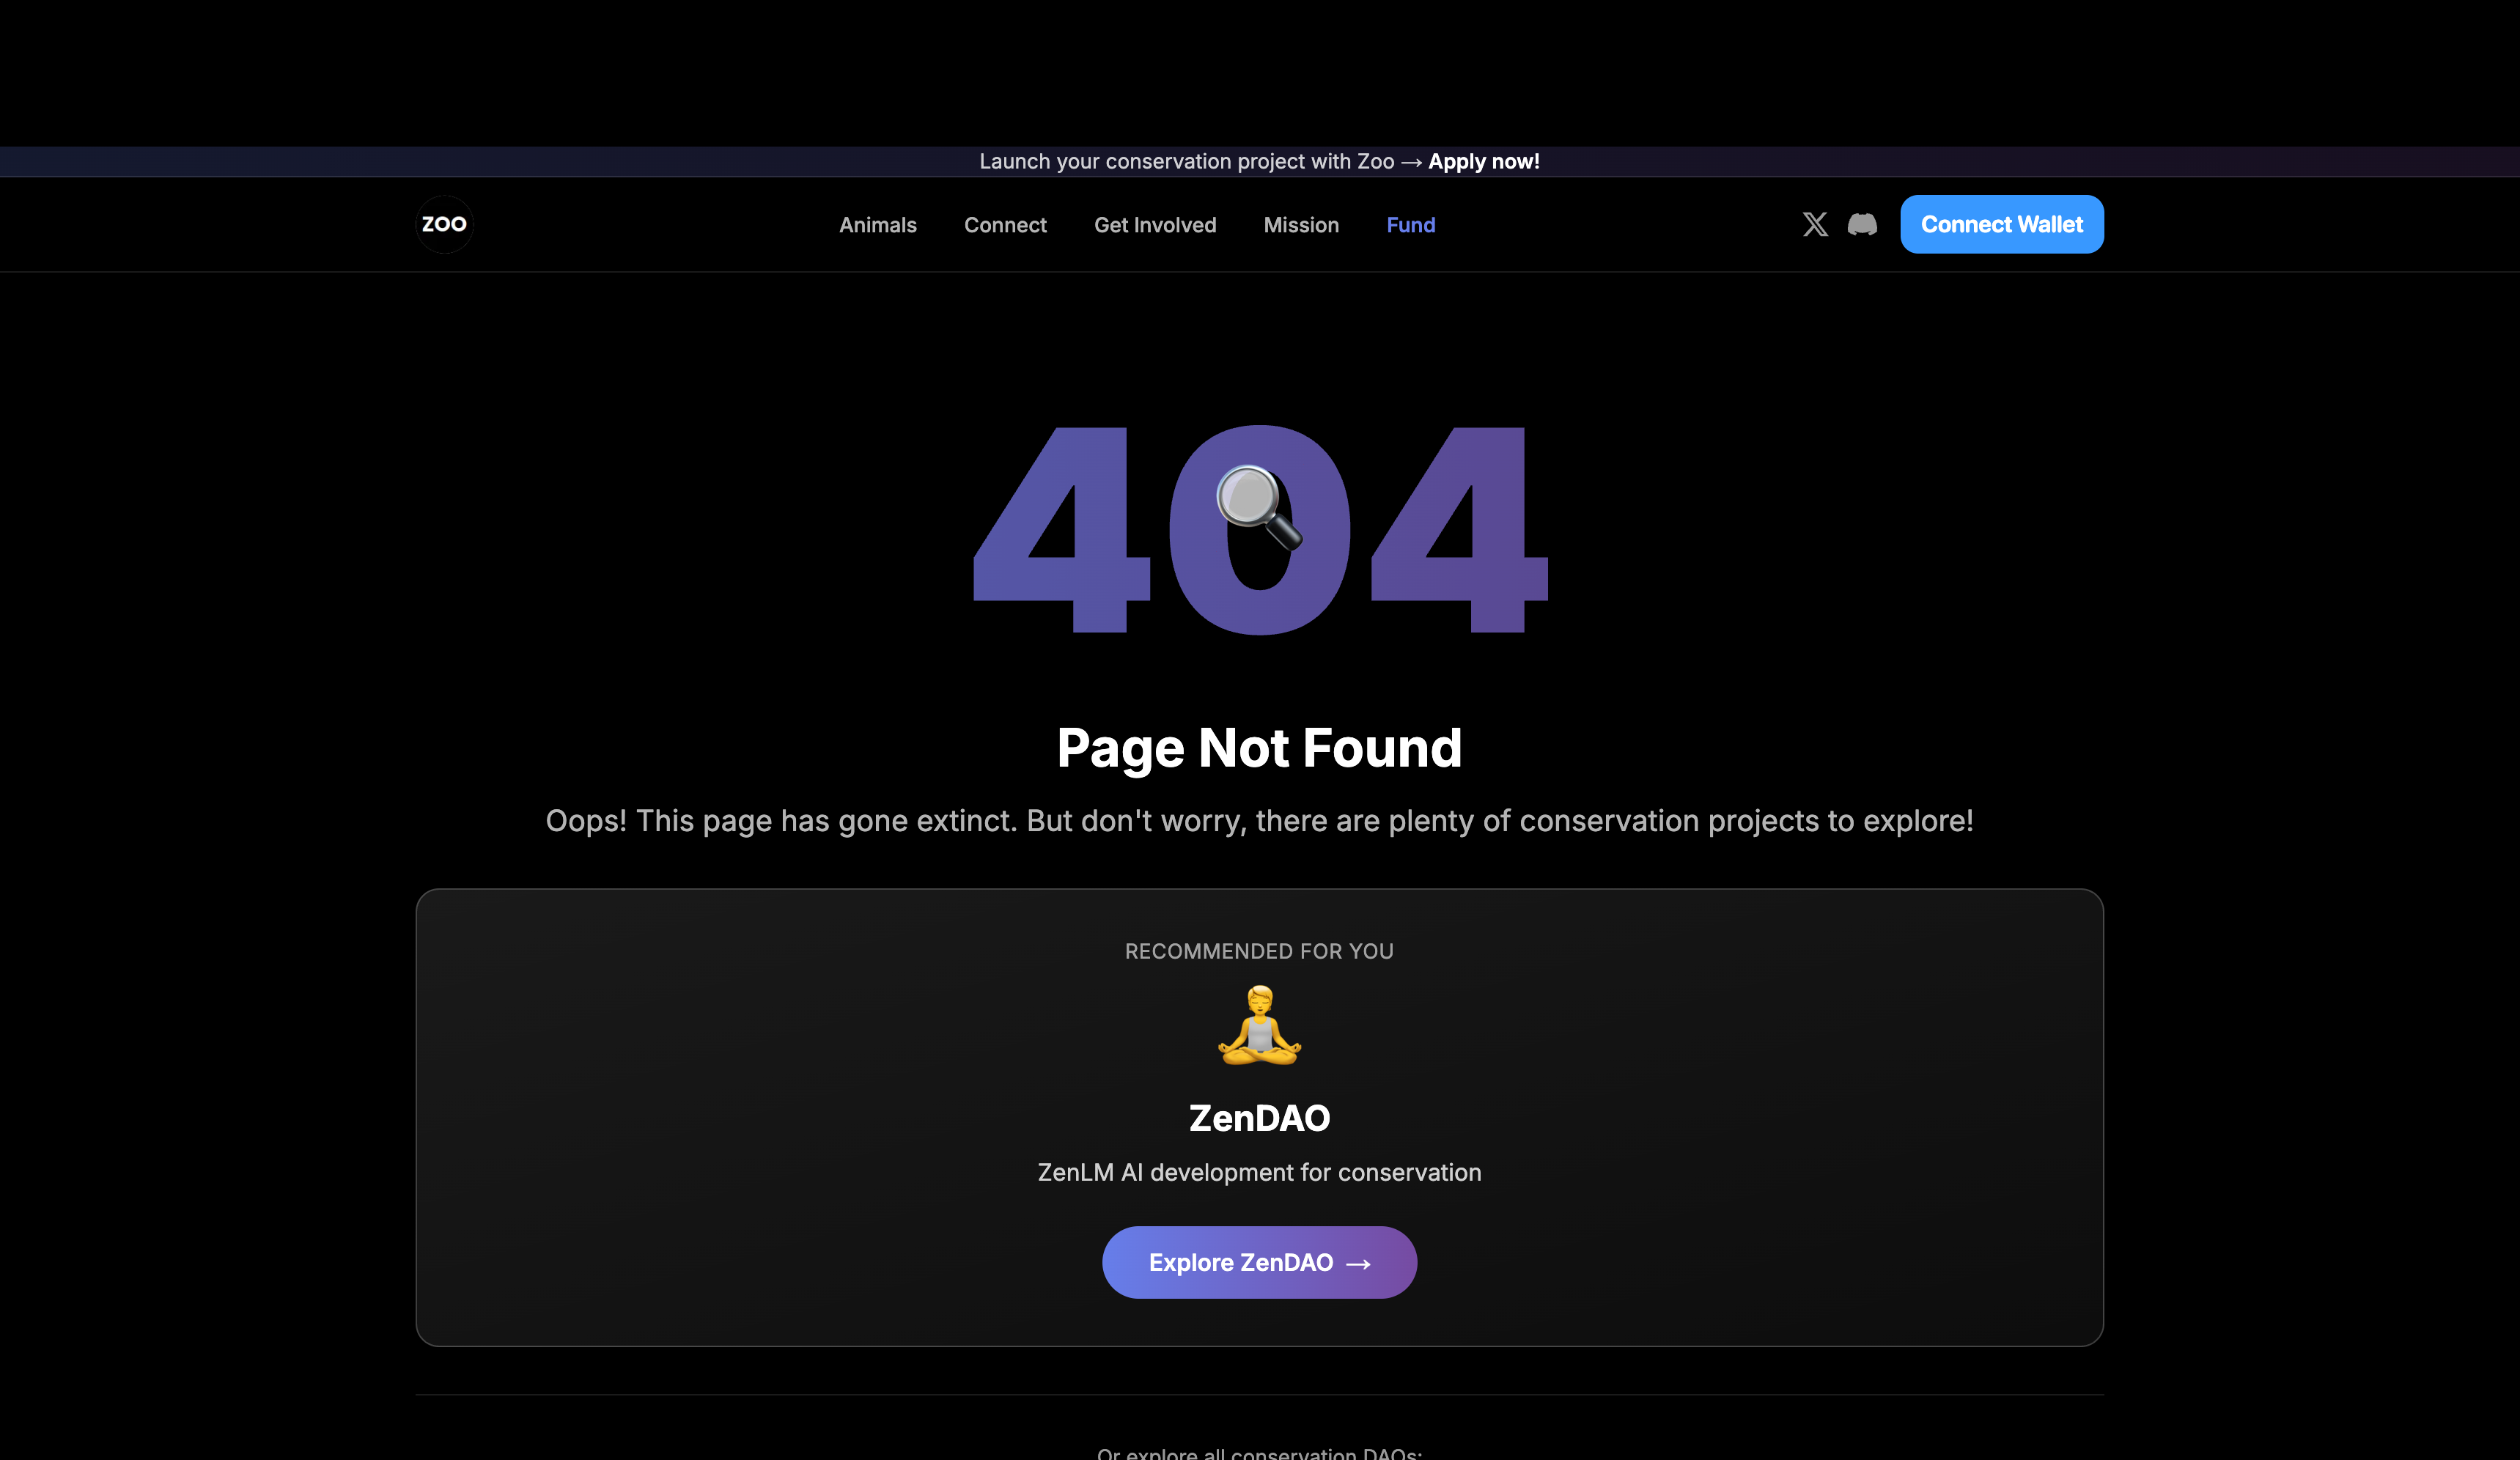 Launch your conservation project with Zoo → Apply now!
ZOO
Animals
Connect
Get Involved
Mission
Fund
Connect Wallet
404
Page Not Found
Oops! This page has gone extinct. But don't worry, there are plenty of conservation projects to explore!
RECOMMENDED FOR YOU
ZenDAO
ZenLM AI development for conservation
Explore ZenDAO →
Or explore all conservation DAOs: